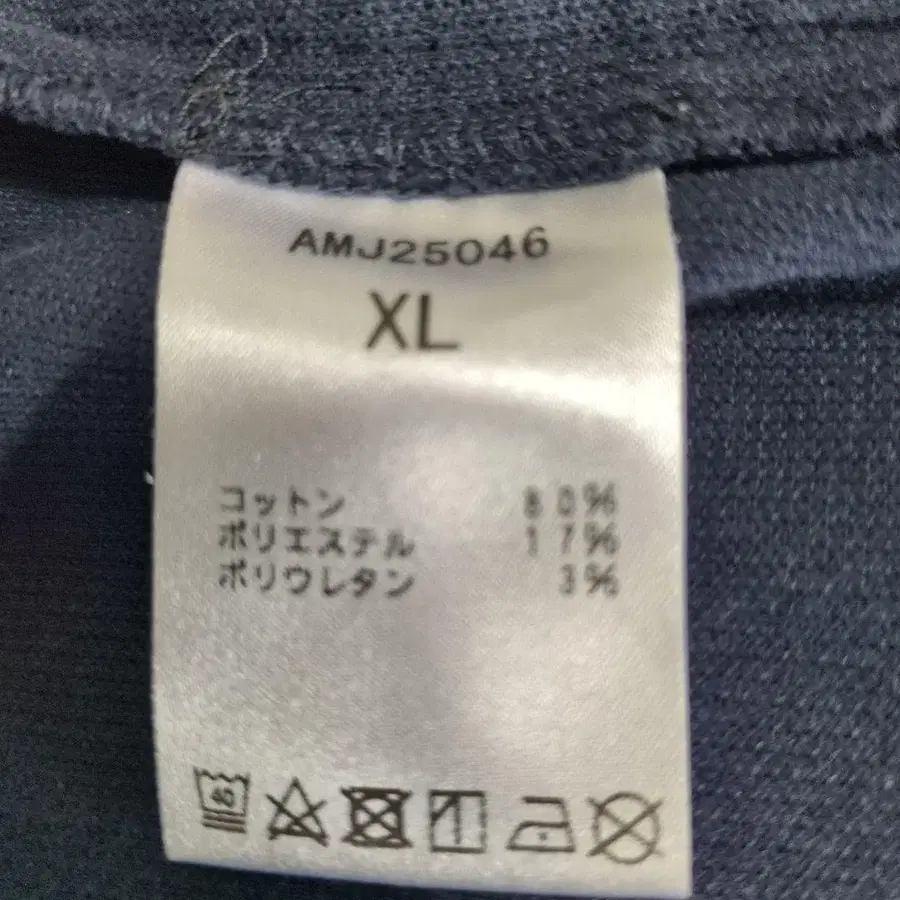 AMJ25046
XL
コットン 80%
ポリエステル 17%
ポリウレタン 3%
40